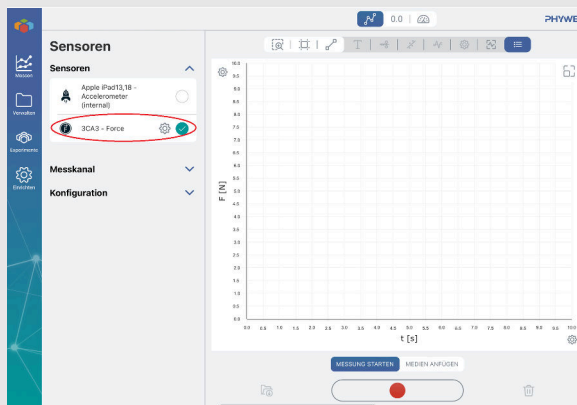 0.0
PHYWE
Sensoren
Messen
Verwalten
Experimente
Einrichten
Sensoren
Apple iPad13,18 -
Accelerometer
(internal)
F
3CA3 - Force
Messkanal
Konfiguration
T
10.0
9.5
9.0
8.5
8.0
7.5
7.0
6.5
6.0
5.5
5.0
4.5
4.0
3.5
3.0
2.5
2.0
1.5
1.0
0.5
0.0
F [N]
0.0 0.5 1.0 1.5 2.0 2.5 3.0 3.5 4.0 4.5 5.0 5.5 6.0 6.5 7.0 7.5 8.0 8.5 9.0 9.5 10.0
t [s]
MESSUNG STARTEN MEDIEN ANFÜGEN